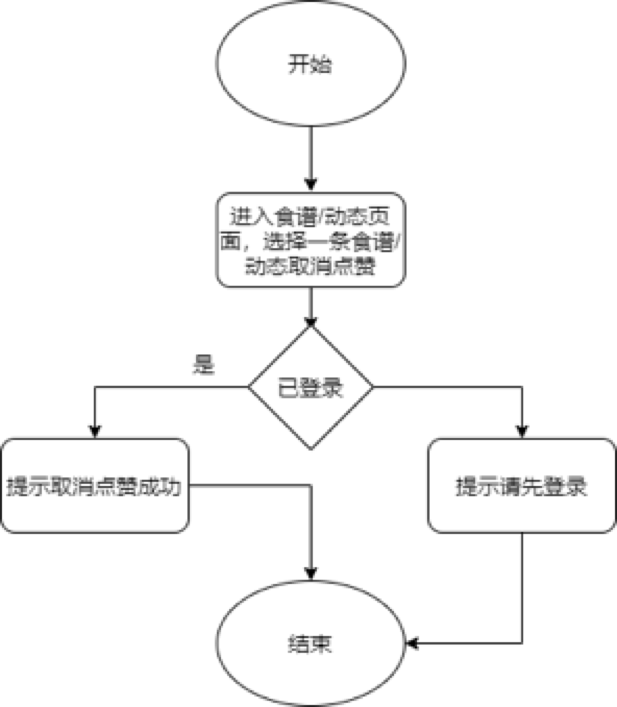 开始
进入食谱/动态页
面，选择一条食谱/
动态取消点赞
是
已登录
提示取消点赞成功
提示请先登录
结束